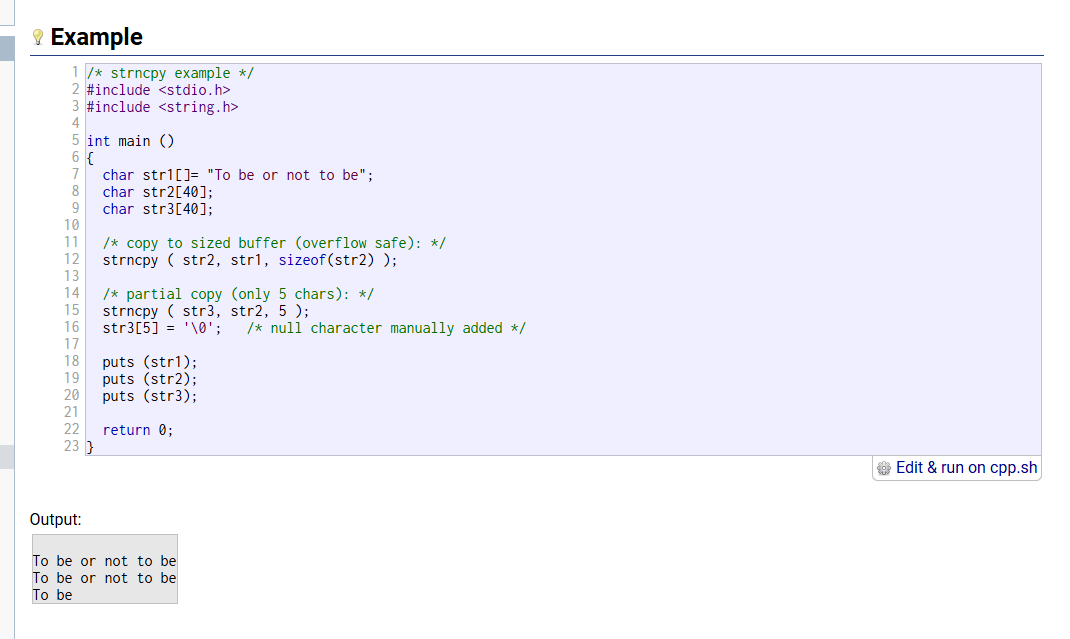 Example
1 /* strncpy example */
2 #include <stdio.h>
3 #include <string.h>
4
5 int main ()
6 {
7   char str1[]= "To be or not to be";
8   char str2[40];
9   char str3[40];
10
11   /* copy to sized buffer (overflow safe): */
12   strncpy ( str2, str1, sizeof(str2) );
13
14   /* partial copy (only 5 chars): */
15   strncpy ( str3, str2, 5 );
16   str3[5] = '\0';   /* null character manually added */
17
18   puts (str1);
19   puts (str2);
20   puts (str3);
21
22   return 0;
23 }
Edit & run on cpp.sh
Output:
To be or not to be
To be or not to be
To be